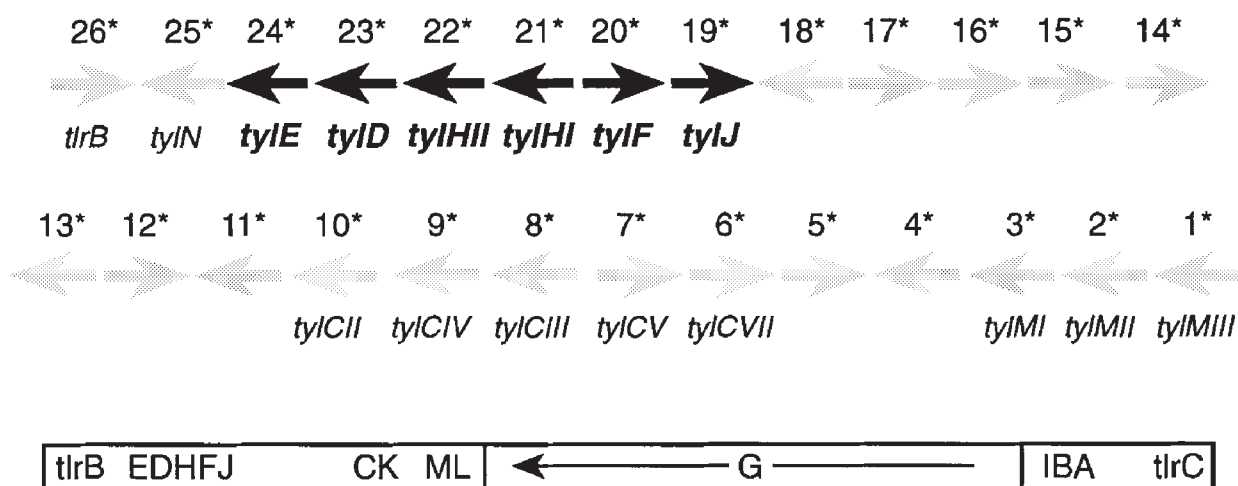 26* 25* 24* 23* 22* 21* 20* 19* 18* 17* 16* 15* 14*
tlrB tylN tylE tylD tylHII tylHI tylF tylJ
13* 12* 11* 10* 9* 8* 7* 6* 5* 4* 3* 2* 1*
tylCII tylCIV tylCIII tylCV tylCVII tylMI tylMII tylMIII
tlrB EDHFJ CK ML G IBA tlrC